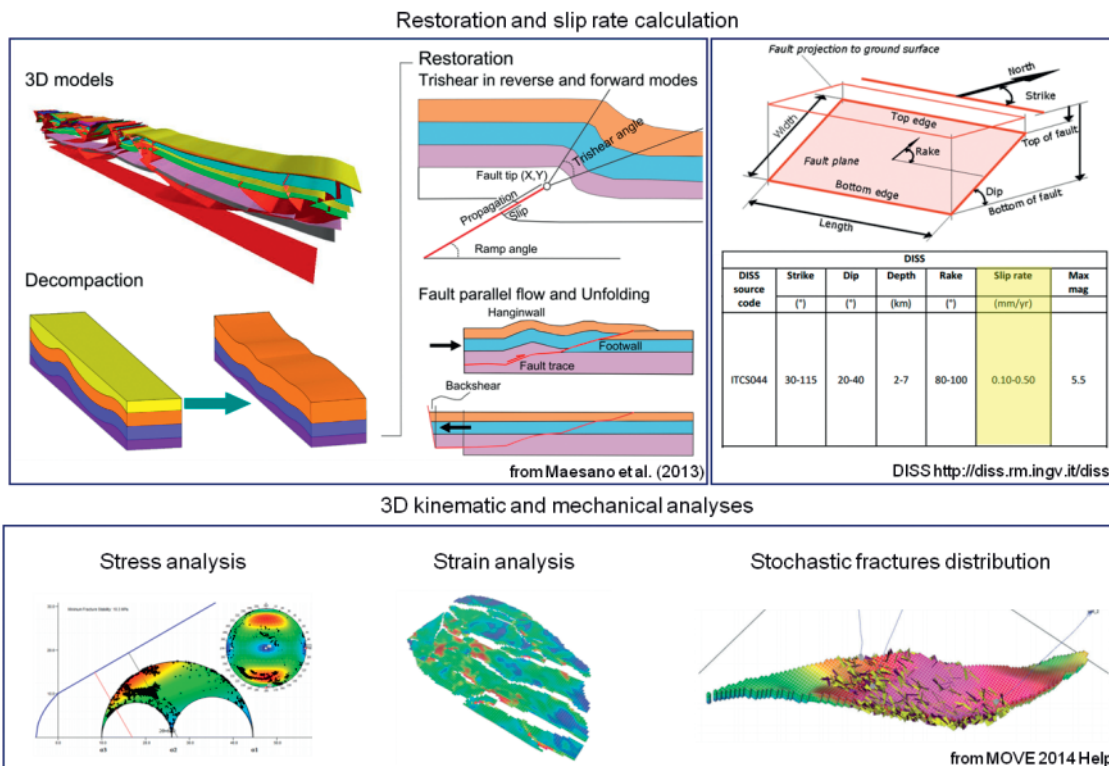 Restoration and slip rate calculation
3D models
Decompaction
Restoration
Trishear in reverse and forward modes
Trishear angle
Fault tip (X,Y)
Propagation
Slip
Ramp angle
Fault parallel flow and Unfolding
Hanginwall
Footwall
Fault trace
Backshear
from Maesano et al. (2013)
Fault projection to ground surface
North
Strike
Width
Top edge
Top of fault
Rake
Fault plane
Bottom edge
Dip
Bottom of fault
Length
DISS
DISS source code Strike Dip Depth Rake Slip rate Max mag
(°) (°) (km) (°) (mm/yr)
ITCS044 30-115 20-40 2-7 80-100 0.10-0.50 5.5
DISS http://diss.rm.ingv.it/diss
3D kinematic and mechanical analyses
Stress analysis
Strain analysis
Stochastic fractures distribution
from MOVE 2014 Help